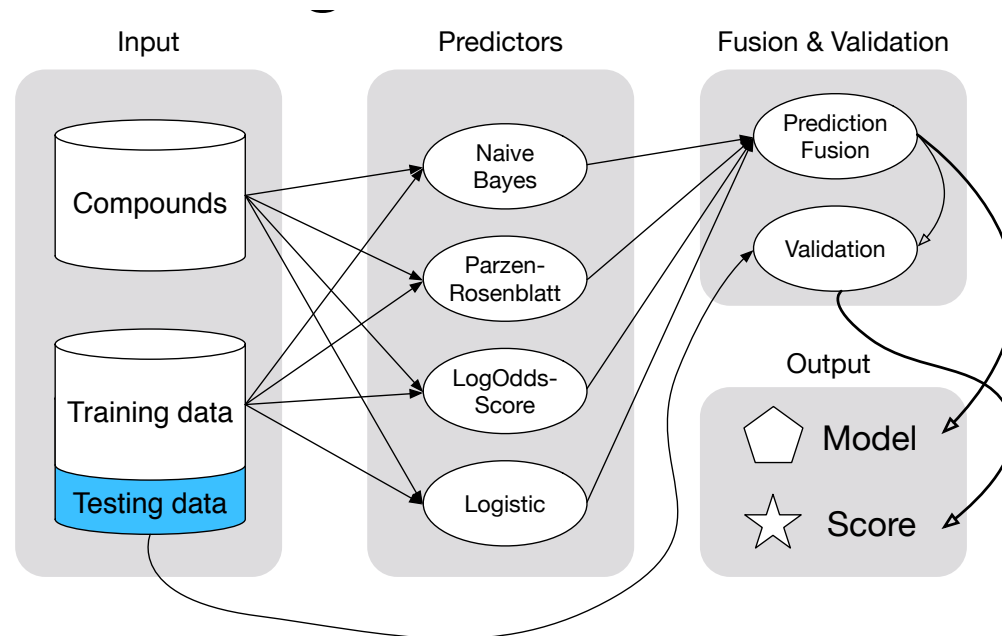 Input
Compounds
Training data
Testing data
Predictors
Naive
Bayes
Parzen-
Rosenblatt
LogOdds-
Score
Logistic
Fusion & Validation
Prediction
Fusion
Validation
Output
Model
Score